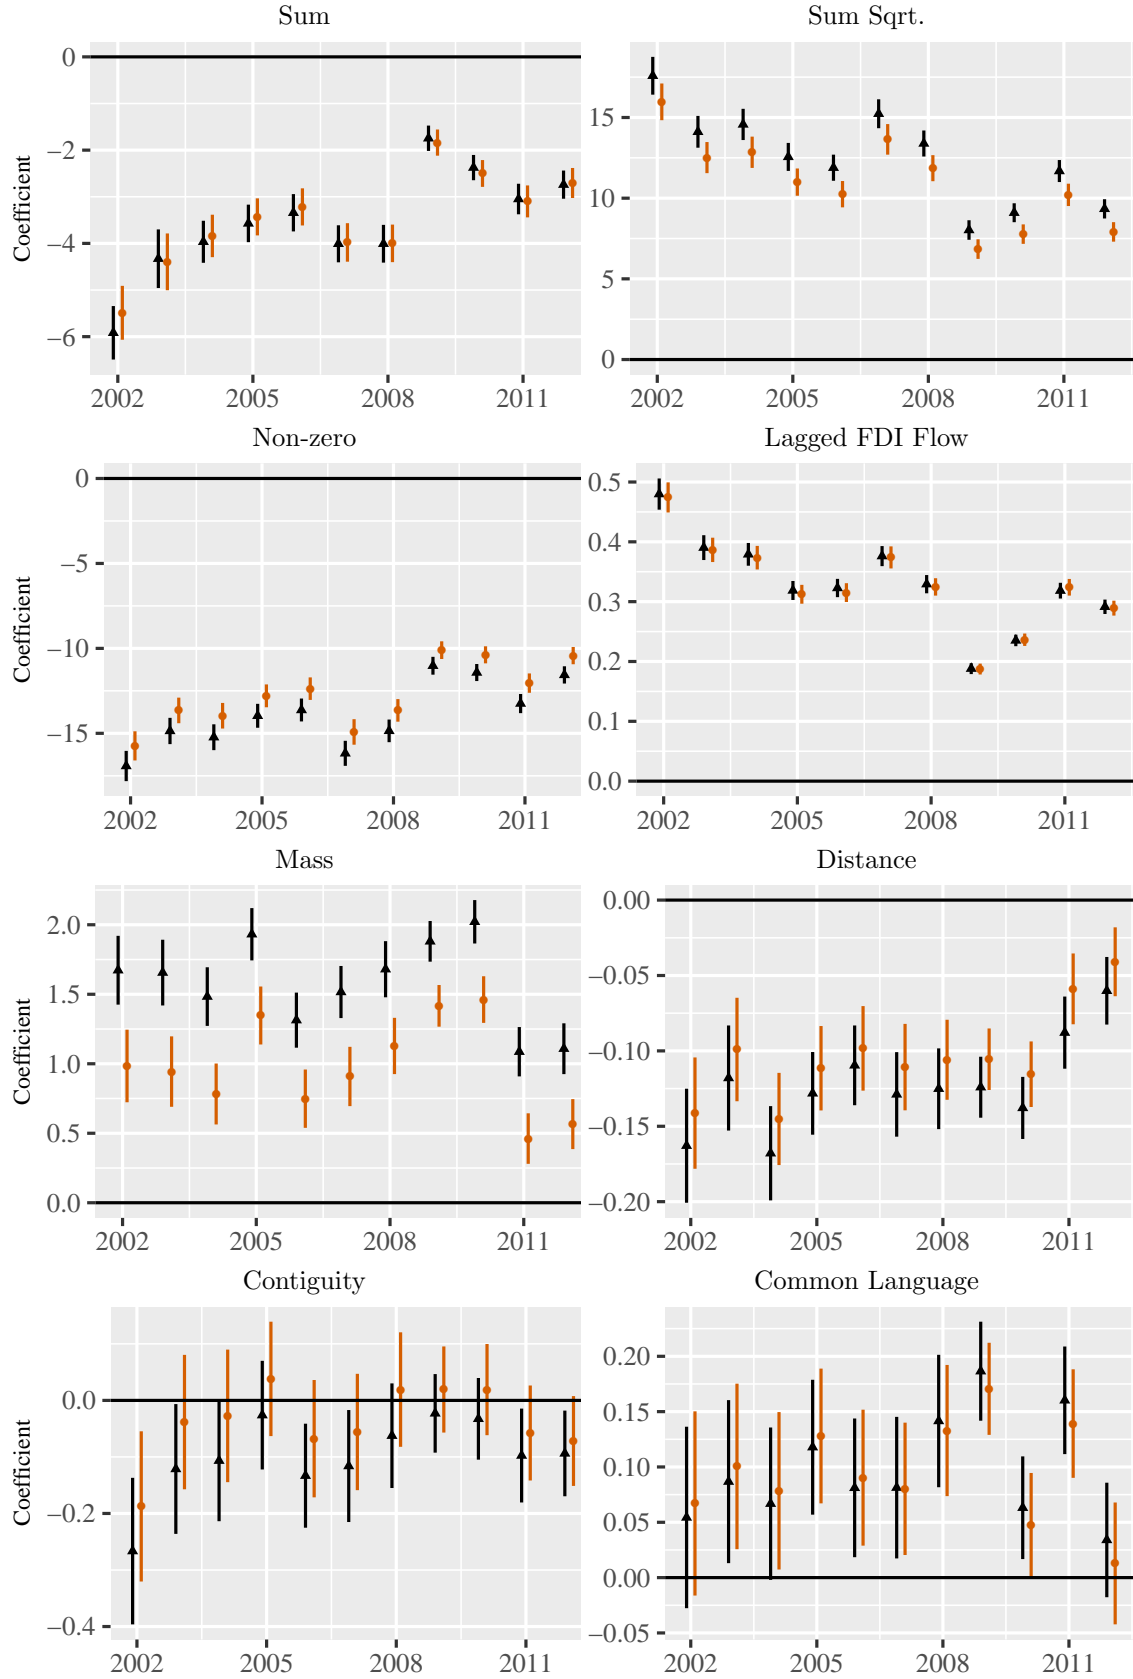 Sum
Sum Sqrt.
Coefficient
0
−2
−4
−6
2002 2005 2008 2011
15
10
5
0
2002 2005 2008 2011
Non-zero
Lagged FDI Flow
Coefficient
0
−5
−10
−15
2002 2005 2008 2011
0.5
0.4
0.3
0.2
0.1
0.0
2002 2005 2008 2011
Mass
Distance
Coefficient
2.0
1.5
1.0
0.5
0.0
2002 2005 2008 2011
0.00
−0.05
−0.10
−0.15
−0.20
2002 2005 2008 2011
Contiguity
Common Language
Coefficient
0.0
−0.2
−0.4
2002 2005 2008 2011
0.20
0.15
0.10
0.05
0.00
−0.05
2002 2005 2008 2011